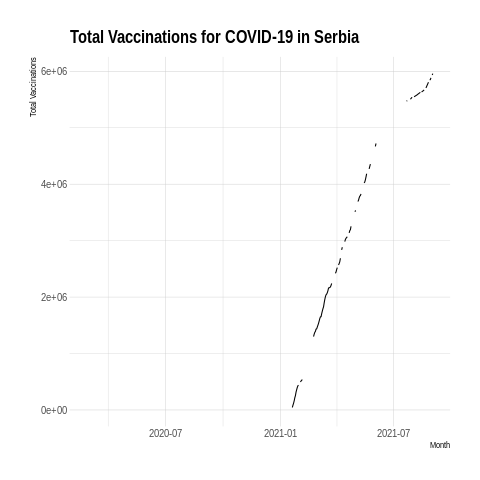 Total Vaccinations for COVID-19 in Serbia
Total Vaccinations
6e+06
4e+06
2e+06
0e+00
2020-07
2021-01
2021-07
Month